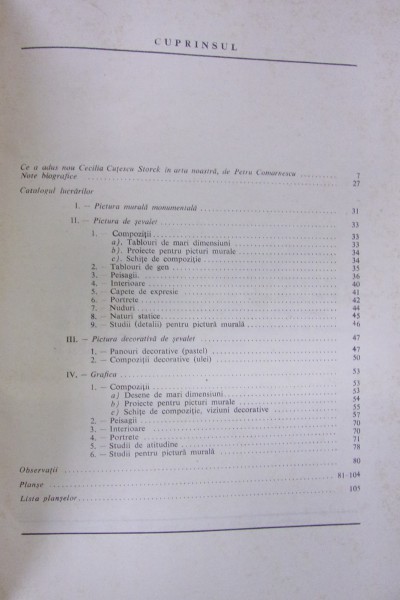 CUPRINSUL
Ce a adus nou Cecilia Cuțescu Storck în arta noastră, de Petru Comarnescu 7
Note biografice 27
Catalogul lucrărilor
I. — Pictura murală monumentală 31
II. — Pictura de șevalet 33
1. Compoziții 33
a). Tablouri de mari dimensiuni 33
b). Proiecte pentru picturi murale 34
c). Schițe de compoziție 34
2. — Tablouri de gen 35
3. — Peisagii 36
4. — Interioare 40
5. — Capete de expresie 41
6. — Portrete 42
7. — Nuduri 44
8. — Naturi statice 45
9. — Studii (detalii) pentru pictură murală 46
III. — Pictura decorativă de șevalet 47
1. — Panouri decorative (pastel) 47
2. — Compoziții decorative (ulei) 50
IV. — Grafica 53
1. — Compoziții 53
a) Desene de mari dimensiuni 53
b) Proiecte pentru picturi murale 54
c) Schițe de compoziție, viziuni decorative 55
2. — Peisagii 57
3. — Interioare 70
4. — Portrete 70
5. — Studii de atitudine 71
6. — Studii pentru pictură murală 78
Observații 80
Planșe 81-104
Lista planșelor 105